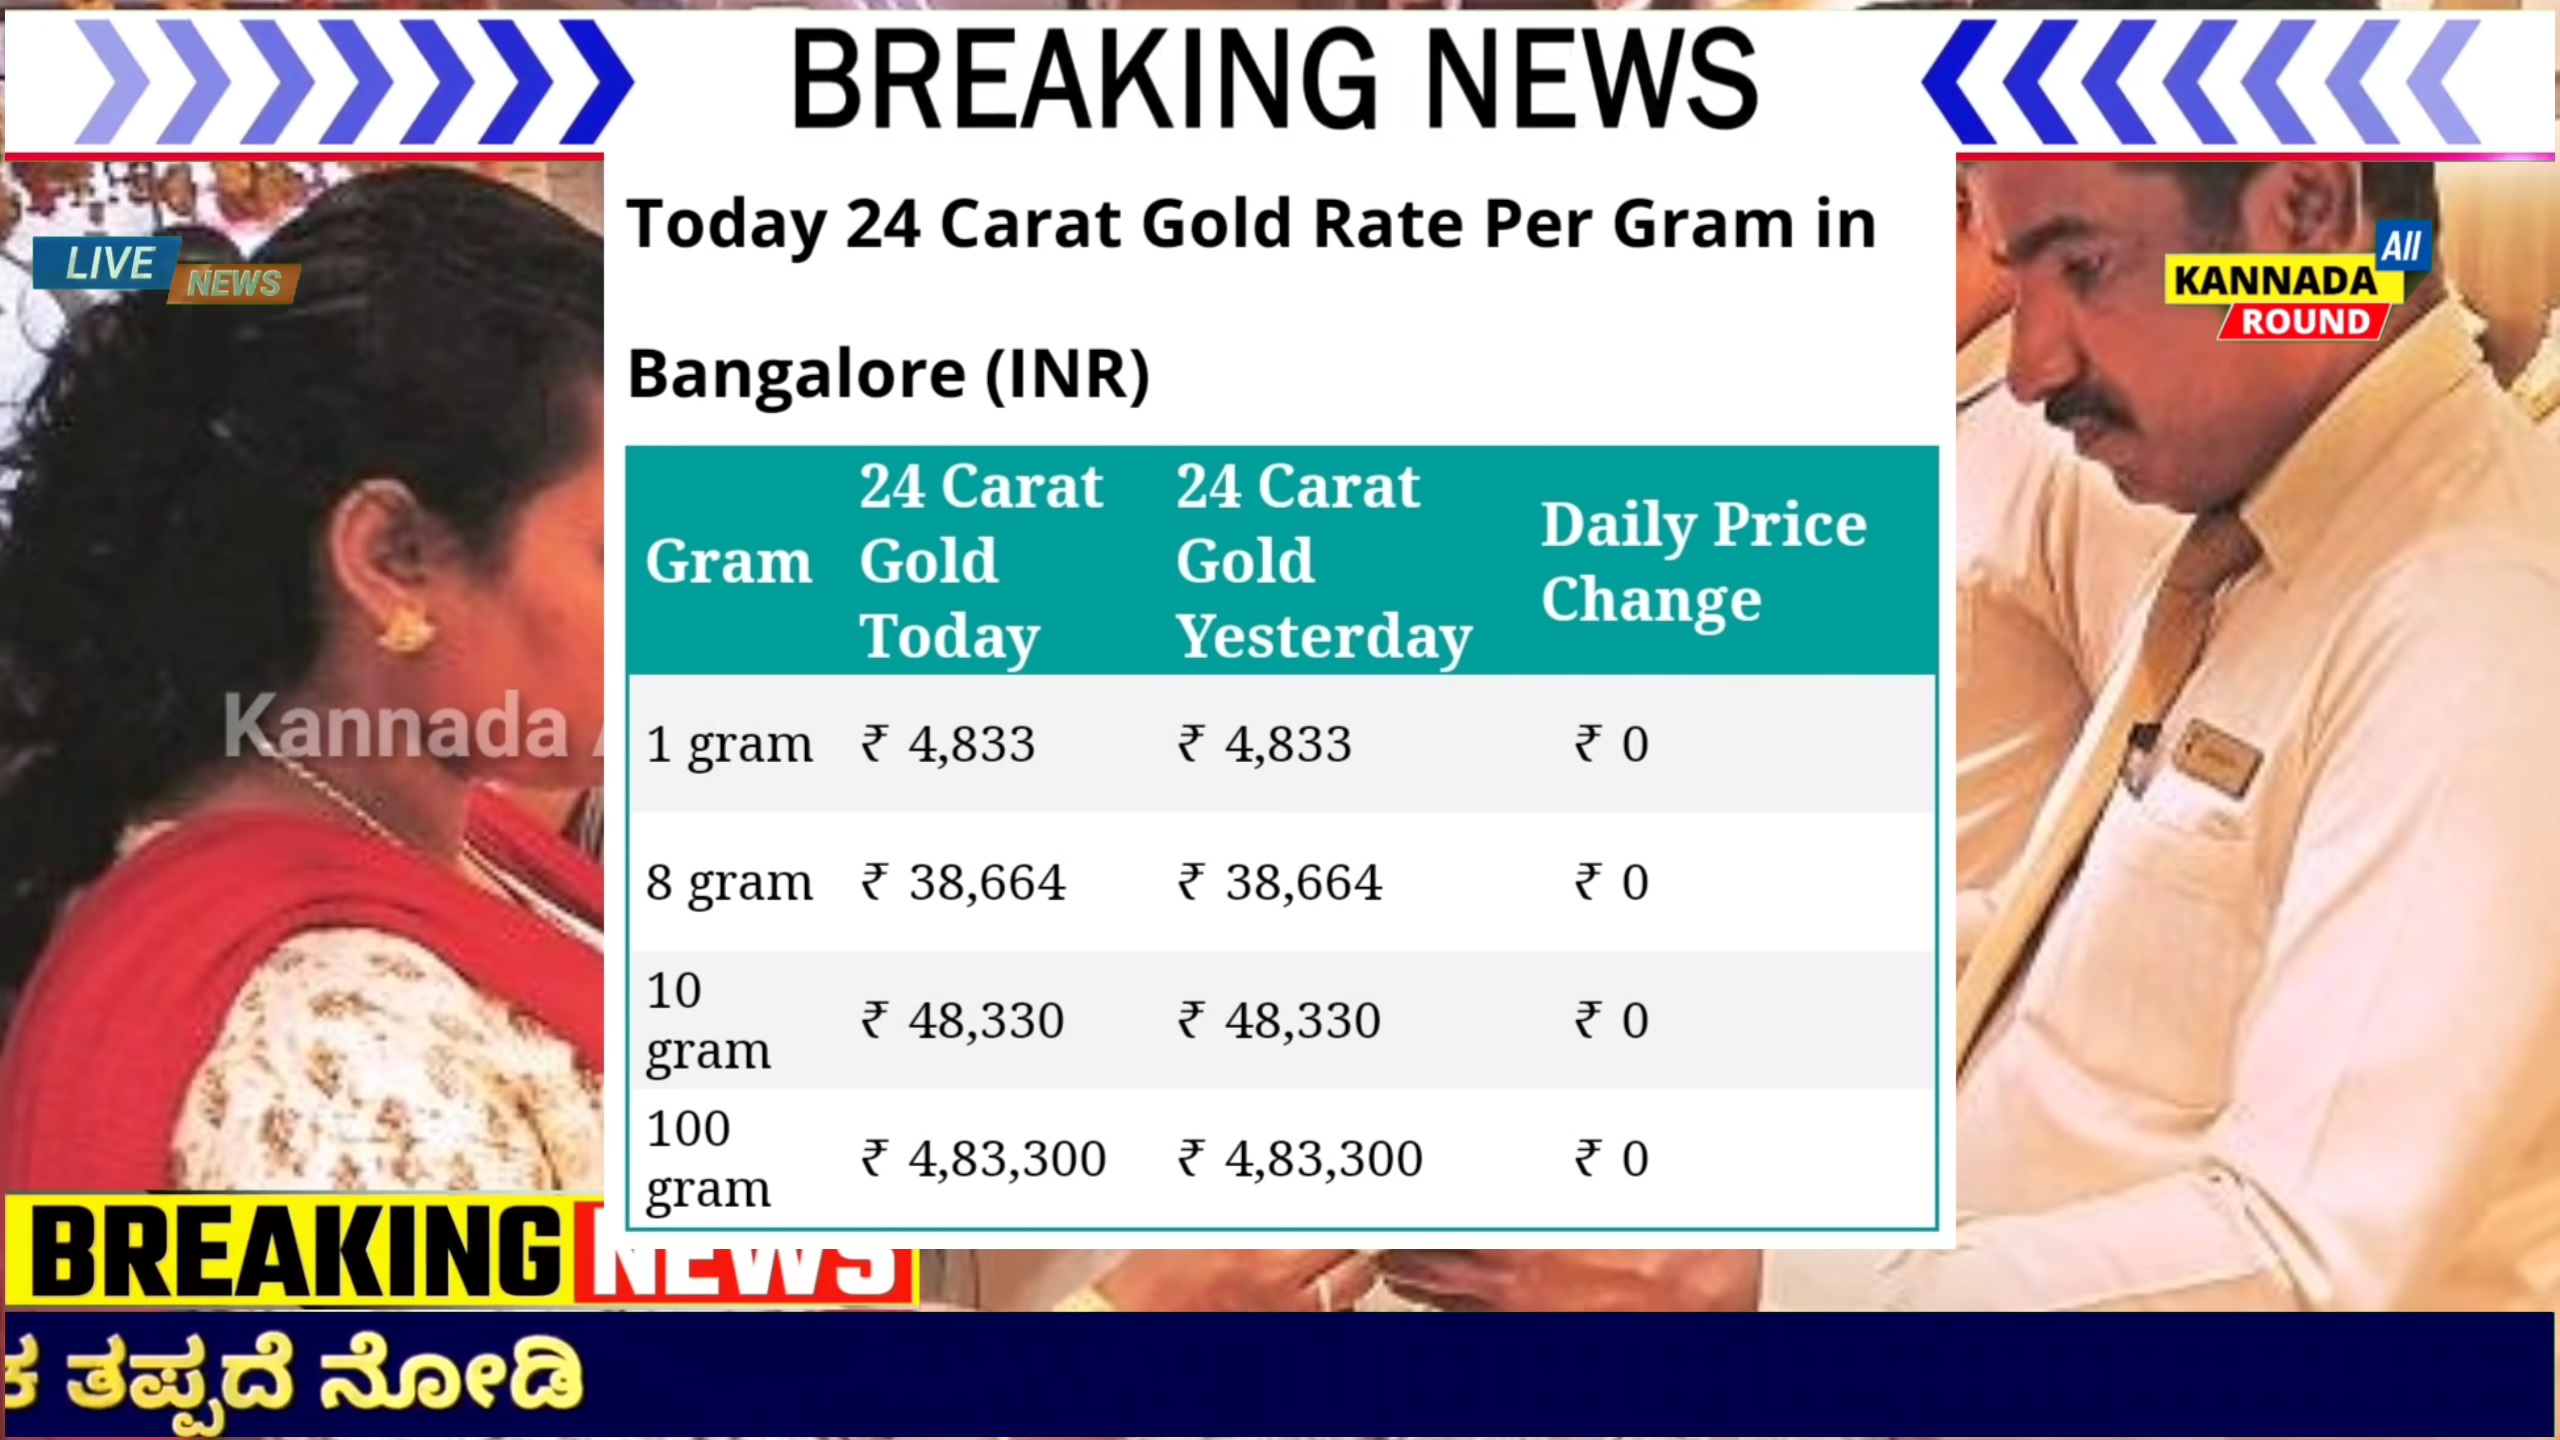 BREAKING NEWS
LIVE
NEWS
All
KANNADA
ROUND
Today 24 Carat Gold Rate Per Gram in
Bangalore (INR)
Gram 24 Carat Gold Today 24 Carat Gold Yesterday Daily Price Change
1 gram ₹ 4,833 ₹ 4,833 ₹ 0
8 gram ₹ 38,664 ₹ 38,664 ₹ 0
10 gram ₹ 48,330 ₹ 48,330 ₹ 0
100 gram ₹ 4,83,300 ₹ 4,83,300 ₹ 0
Kannada
BREAKING NEWS
ತಪ್ಪದೆ ನೋಡಿ